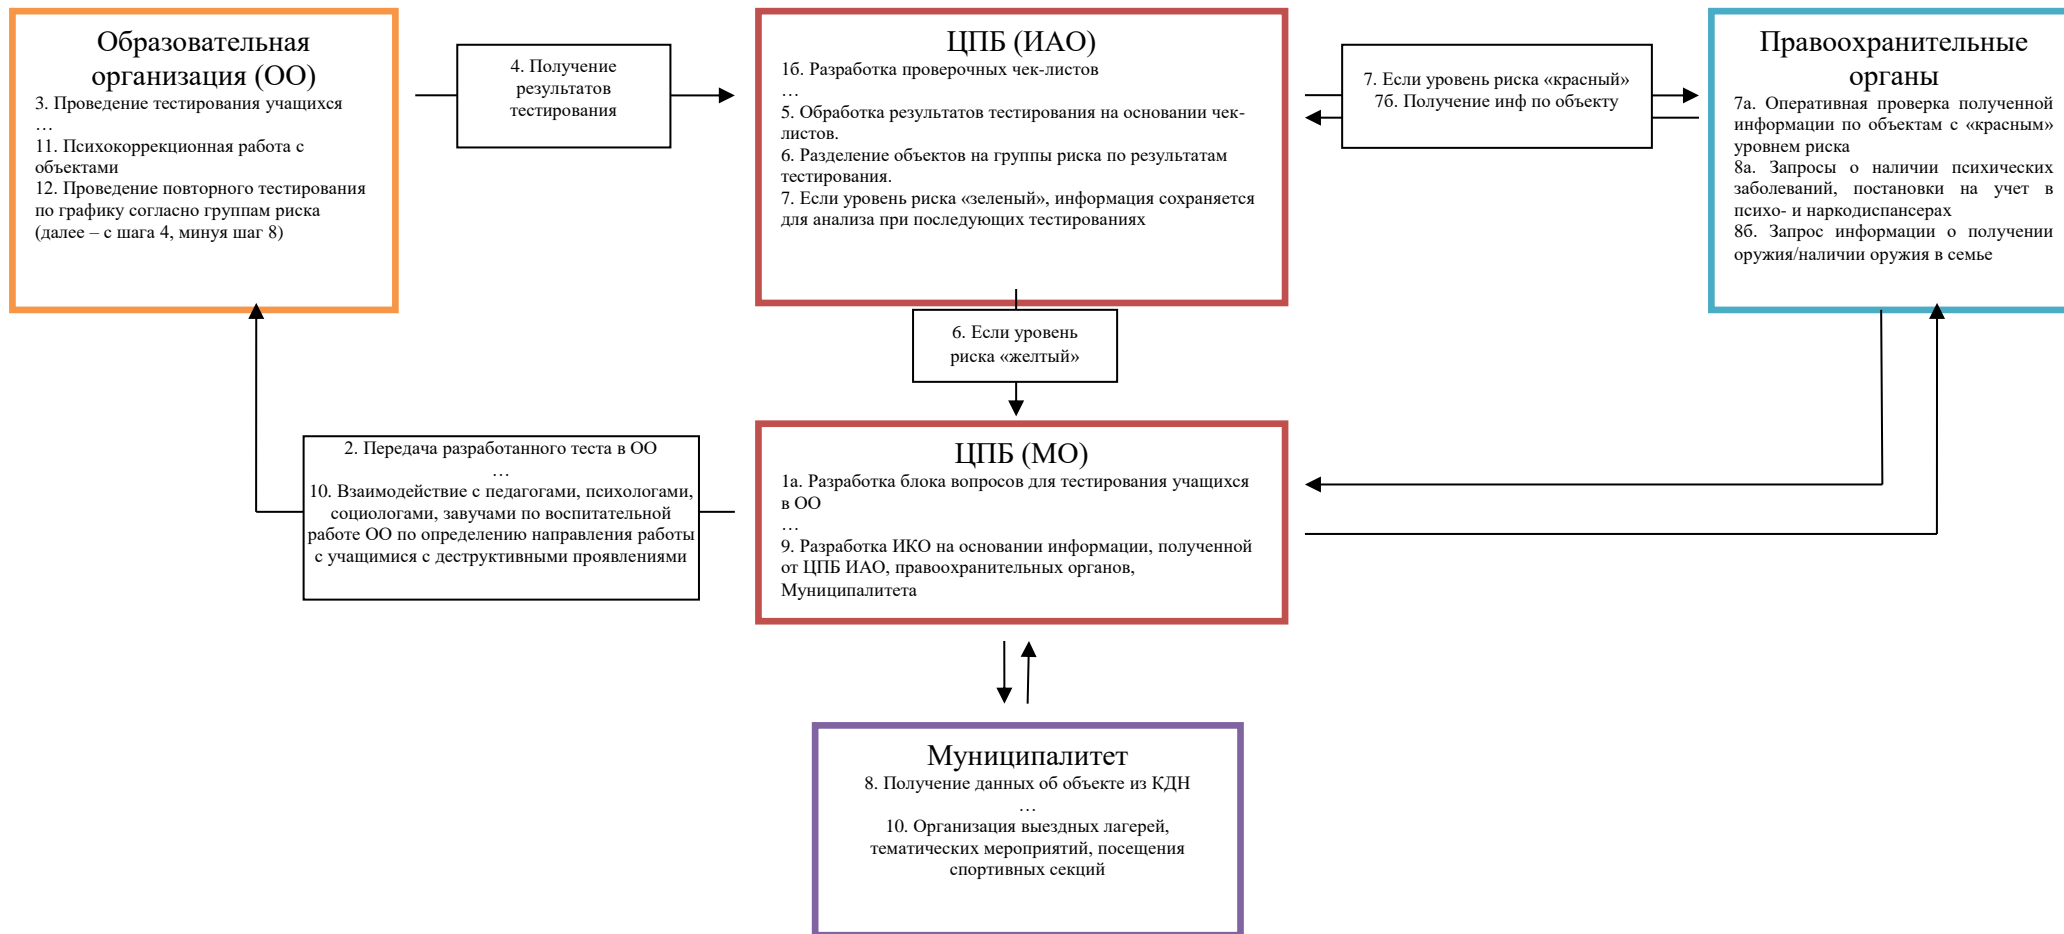 Образовательная
организация (ОО)
3. Проведение тестирования учащихся
…
11. Психокоррекционная работа с
объектами
12. Проведение повторного тестирования
по графику согласно группам риска
(далее – с шага 4, минуя шаг 8)
4. Получение
результатов
тестирования
ЦПБ (ИАО)
1б. Разработка проверочных чек-листов
…
5. Обработка результатов тестирования на основании чек-
листов.
6. Разделение объектов на группы риска по результатам
тестирования.
7. Если уровень риска «зеленый», информация сохраняется
для анализа при последующих тестированиях
7. Если уровень риска «красный»
7б. Получение инф по объекту
Правоохранительные
органы
7а. Оперативная проверка полученной
информации по объектам с «красным»
уровнем риска
8а. Запросы о наличии психических
заболеваний, постановки на учет в
психо- и наркодиспансерах
8б. Запрос информации о получении
оружия/наличии оружия в семье
6. Если уровень
риска «желтый»
2. Передача разработанного теста в ОО
…
10. Взаимодействие с педагогами, психологами,
социологами, завучами по воспитательной
работе ОО по определению направления работы
с учащимися с деструктивными проявлениями
ЦПБ (МО)
1а. Разработка блока вопросов для тестирования учащихся
в ОО
…
9. Разработка ИКО на основании информации, полученной
от ЦПБ ИАО, правоохранительных органов,
Муниципалитета
Муниципалитет
8. Получение данных об объекте из КДН
…
10. Организация выездных лагерей,
тематических мероприятий, посещения
спортивных секций